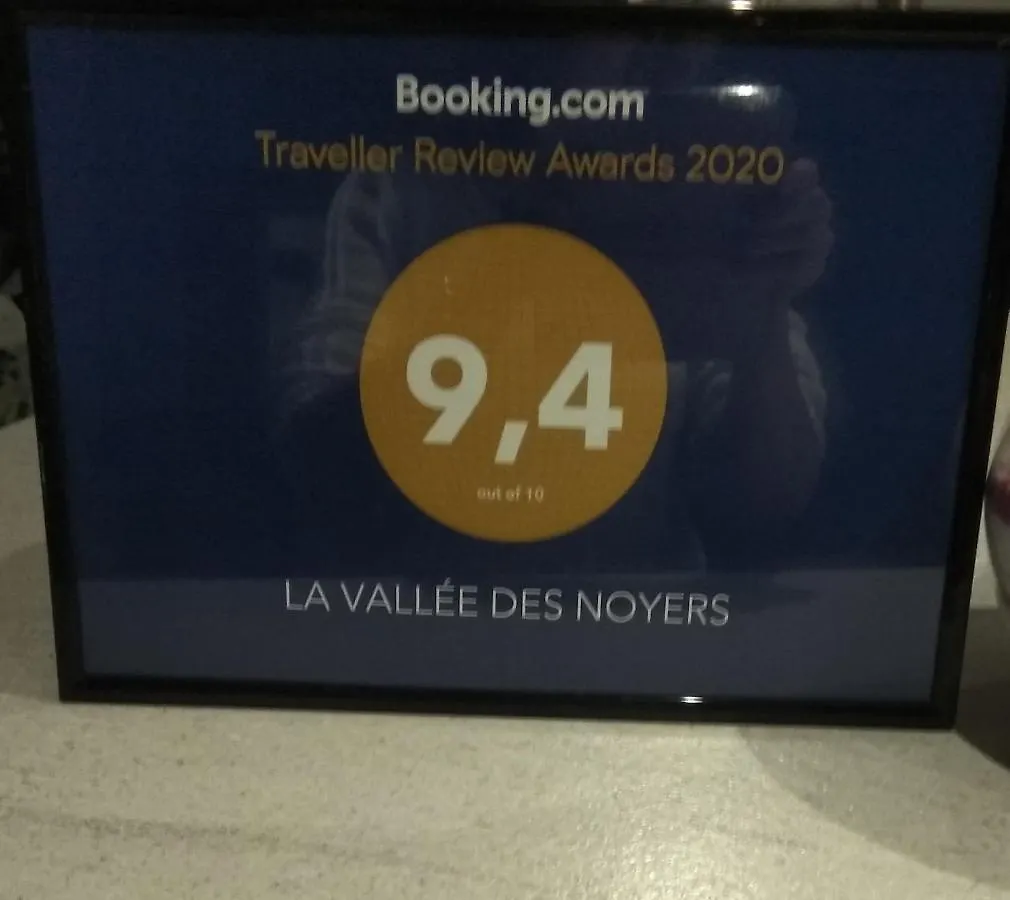 Booking.com
Traveller Review Awards 2020
9,4
out of 10
LA VALLÉE DES NOYERS